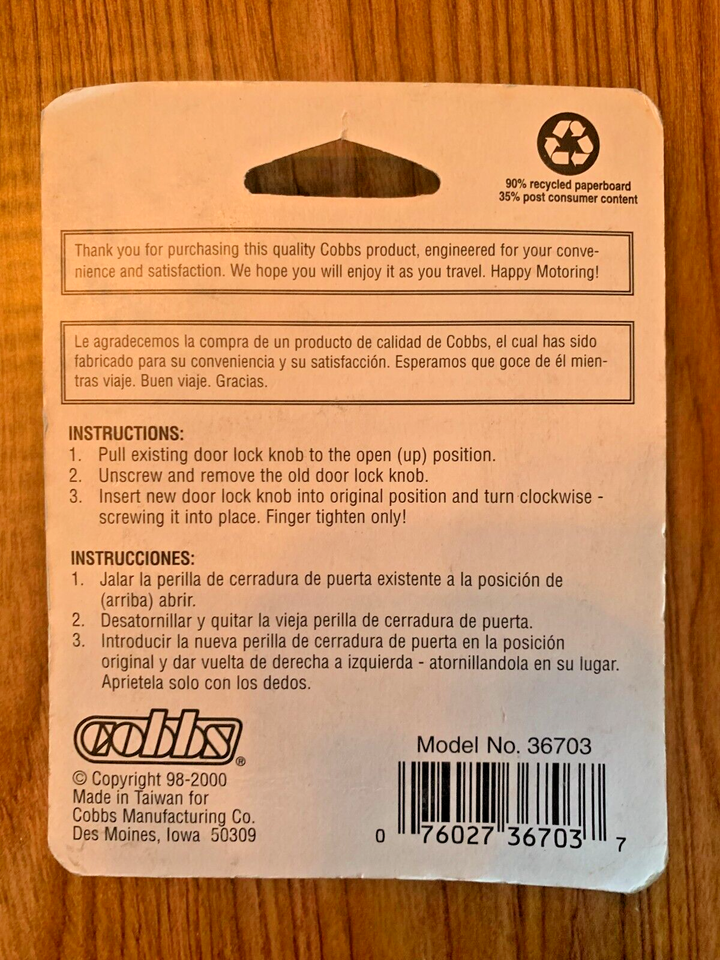 90% recycled paperboard
35% post consumer content
Thank you for purchasing this quality Cobbs product, engineered for your conve-
nience and satisfaction. We hope you will enjoy it as you travel. Happy Motoring!
Le agradecemos la compra de un producto de calidad de Cobbs, el cual has sido
fabricado para su conveniencia y su satisfacción. Esperamos que goce de él mien-
tras viaje. Buen viaje. Gracias.
INSTRUCTIONS:
1. Pull existing door lock knob to the open (up) position.
2. Unscrew and remove the old door lock knob.
3. Insert new door lock knob into original position and turn clockwise -
screwing it into place. Finger tighten only!
INSTRUCCIONES:
1. Jalar la perilla de cerradura de puerta existente a la posición de
(arriba) abrir.
2. Desatornillar y quitar la vieja perilla de cerradura de puerta.
3. Introducir la nueva perilla de cerradura de puerta en la posición
original y dar vuelta de derecha a izquierda - atornillandola en su lugar.
Aprietela solo con los dedos.
cobbs®
© Copyright 98-2000
Made in Taiwan for
Cobbs Manufacturing Co.
Des Moines, Iowa 50309
Model No. 36703
0 76027 36703 7